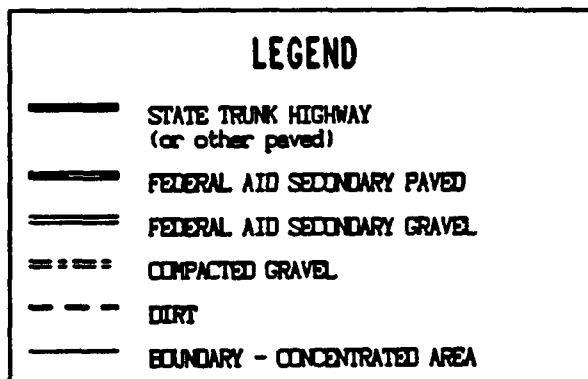 LEGEND
STATE TRUNK HIGHWAY
(or other paved)
FEDERAL AID SECONDARY PAVED
FEDERAL AID SECONDARY GRAVEL
COMPACTED GRAVEL
DIRT
BOUNDARY - CONCENTRATED AREA